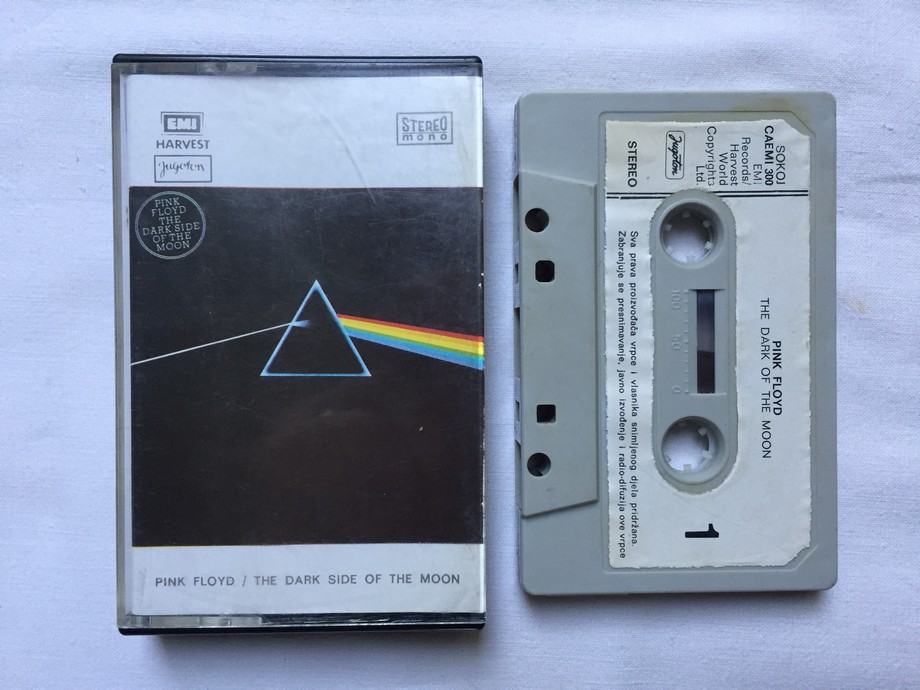 EMI
HARVEST
Jugoton
STEREO
mono
PINK
FLOYD
THE
DARK SIDE
OF THE
MOON
PINK FLOYD / THE DARK SIDE OF THE MOON
SOKOJ
CAEMI 300
EMI
Records/
Harvest
World
Copyrights
Ltd.
Jugoton
STEREO
PINK FLOYD
THE DARK OF THE MOON
100 50 0
1
Sva prava proizvođača vrpce i vlasnika snimljenog djela pridržana.
Zabranjuje se presnimavanje, javno izvođenje i radio-difuzija ove vrpce